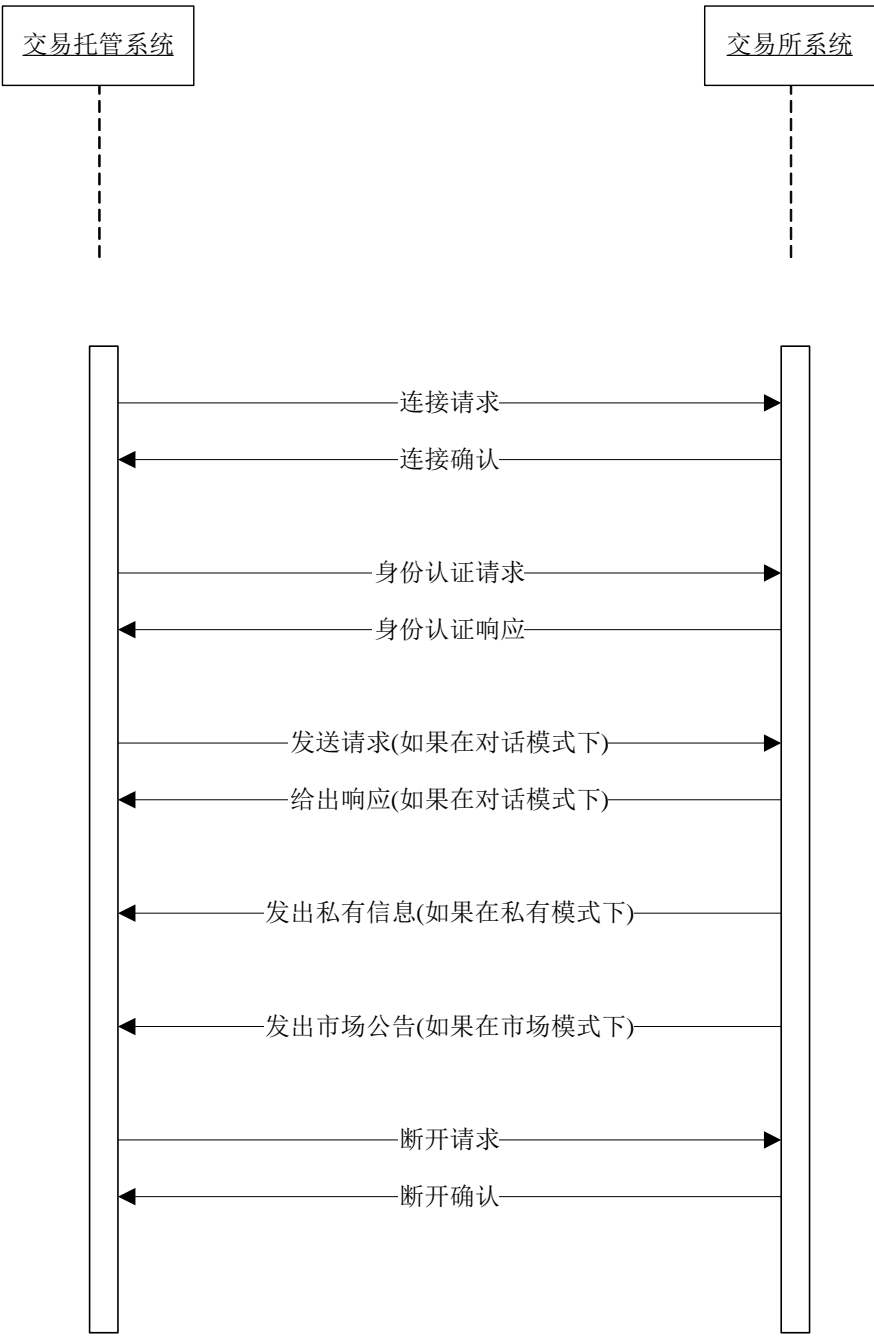 交易托管系统
交易所系统
连接请求
连接确认
身份认证请求
身份认证响应
发送请求(如果在对话模式下)
给出响应(如果在对话模式下)
发出私有信息(如果在私有模式下)
发出市场公告(如果在市场模式下)
断开请求
断开确认